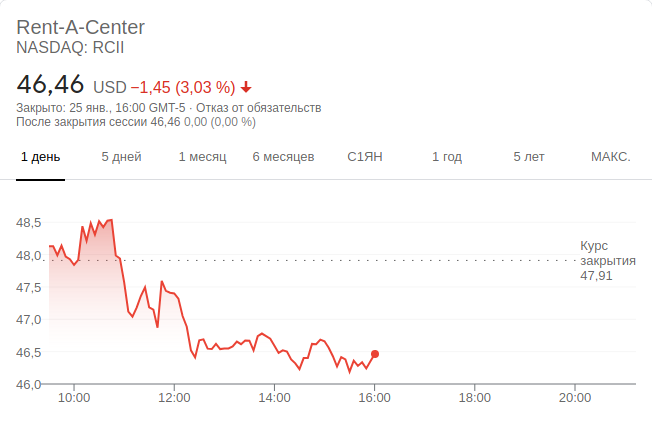 Rent-A-Center
NASDAQ: RCII
46,46 USD −1,45 (3,03 %)
Закрыто: 25 янв., 16:00 GMT-5 · Отказ от обязательств
После закрытия сессии 46,46 0,00 (0,00 %)
1 день 5 дней 1 месяц 6 месяцев С1ЯН 1 год 5 лет МАКС.
48,5
48,0
47,5
47,0
46,5
46,0
Курс
закрытия
47,91
10:00 12:00 14:00 16:00 18:00 20:00